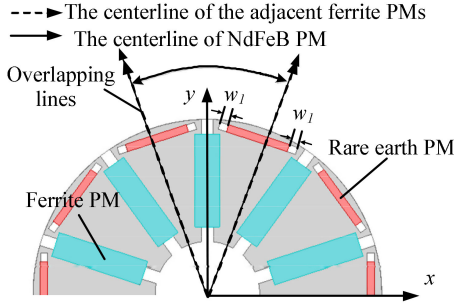 The centerline of the adjacent ferrite PMs
The centerline of NdFeB PM
Overlapping
lines
y
w1
w1
Rare earth PM
Ferrite PM
x
o